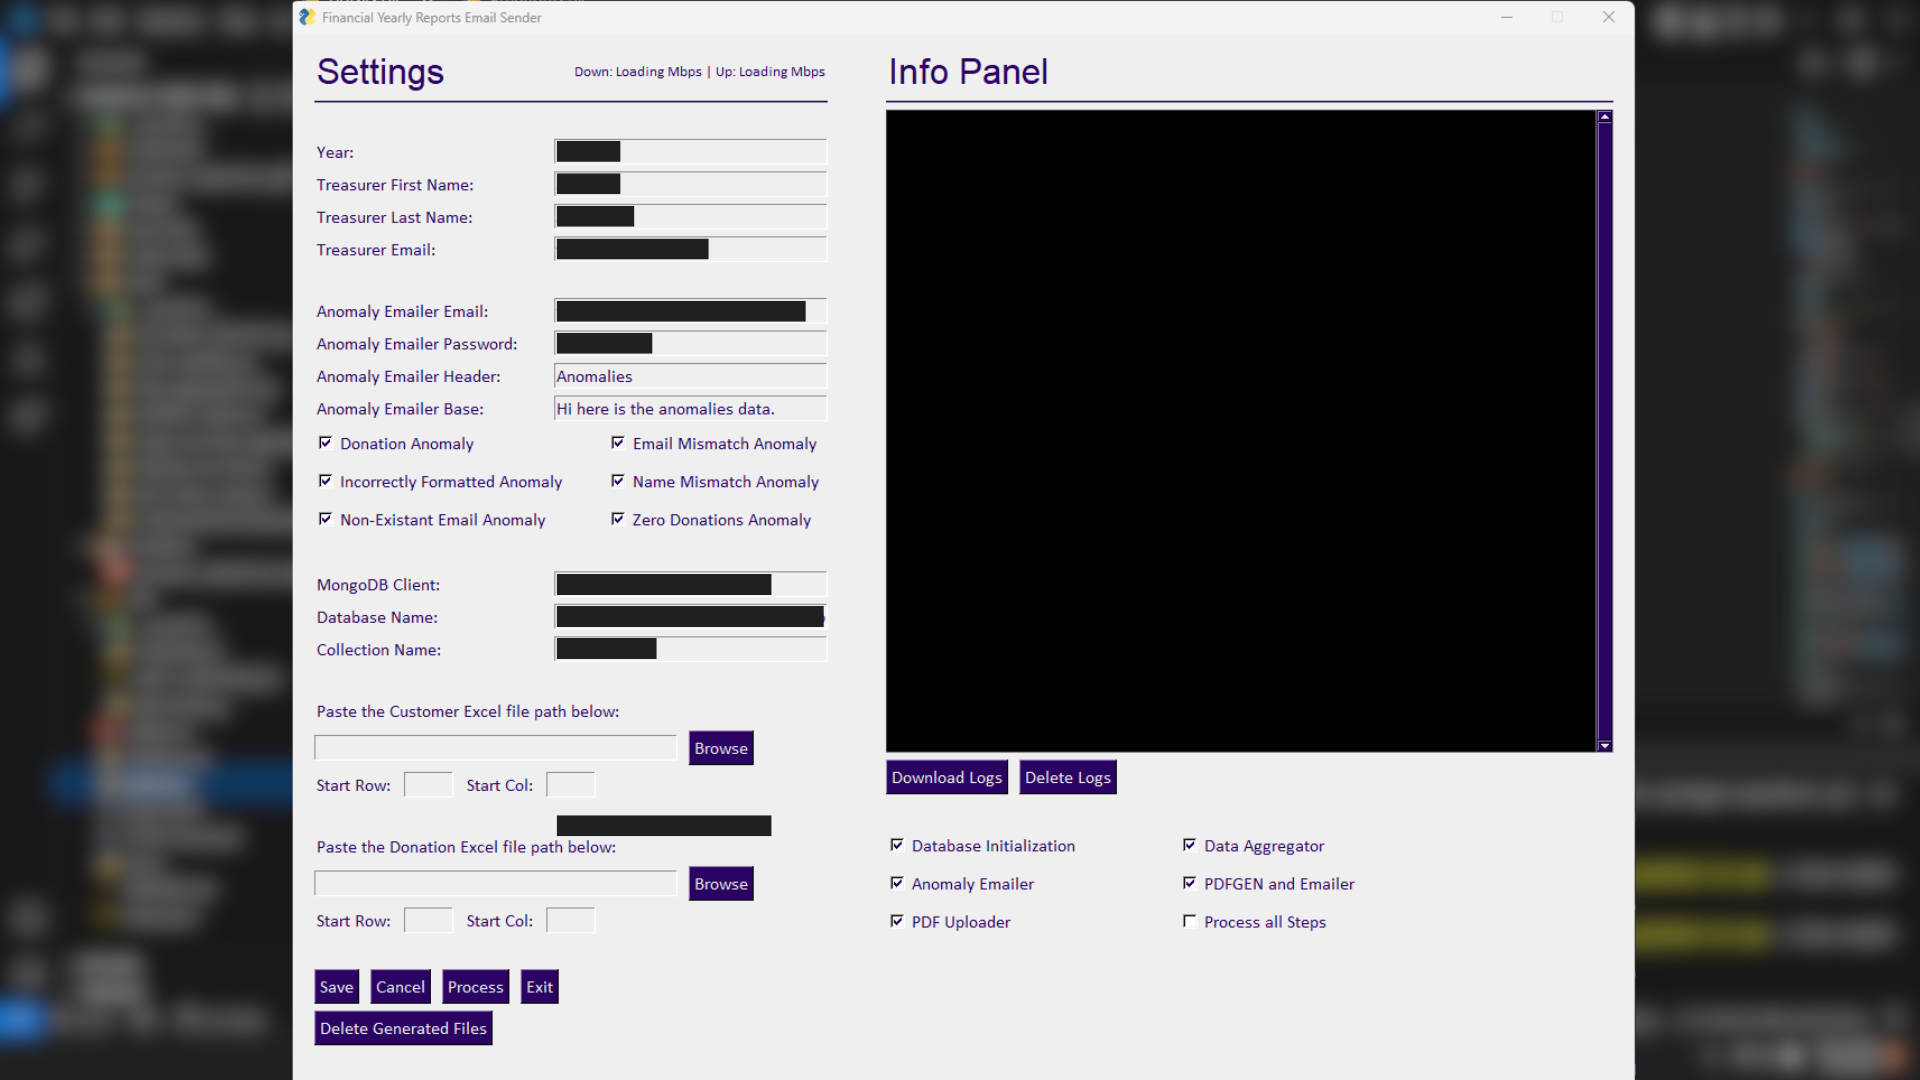 Financial Yearly Reports Email Sender
Settings
Down: Loading Mbps | Up: Loading Mbps
Year:
Treasurer First Name:
Treasurer Last Name:
Treasurer Email:
Anomaly Emailer Email:
Anomaly Emailer Password:
Anomaly Emailer Header: Anomalies
Anomaly Emailer Base: Hi here is the anomalies data.
Donation Anomaly Email Mismatch Anomaly
Incorrectly Formatted Anomaly Name Mismatch Anomaly
Non-Existant Email Anomaly Zero Donations Anomaly
MongoDB Client:
Database Name:
Collection Name:
Paste the Customer Excel file path below:
Browse
Start Row: Start Col:
Paste the Donation Excel file path below:
Browse
Start Row: Start Col:
Save Cancel Process Exit
Delete Generated Files
Info Panel
Download Logs Delete Logs
Database Initialization Data Aggregator
Anomaly Emailer PDFGEN and Emailer
PDF Uploader Process all Steps